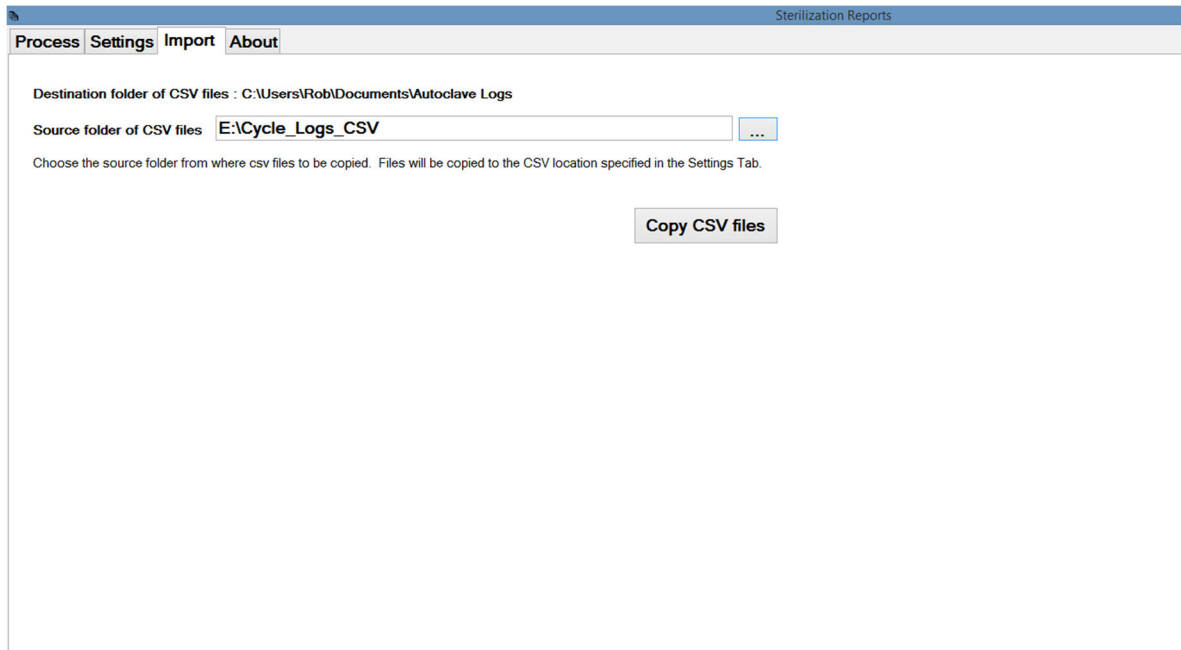 Sterilization Reports
Process Settings Import About
Destination folder of CSV files : C:\Users\Rob\Documents\Autoclave Logs
Source folder of CSV files E:\Cycle_Logs_CSV ...
Choose the source folder from where csv files to be copied.  Files will be copied to the CSV location specified in the Settings Tab.
Copy CSV files